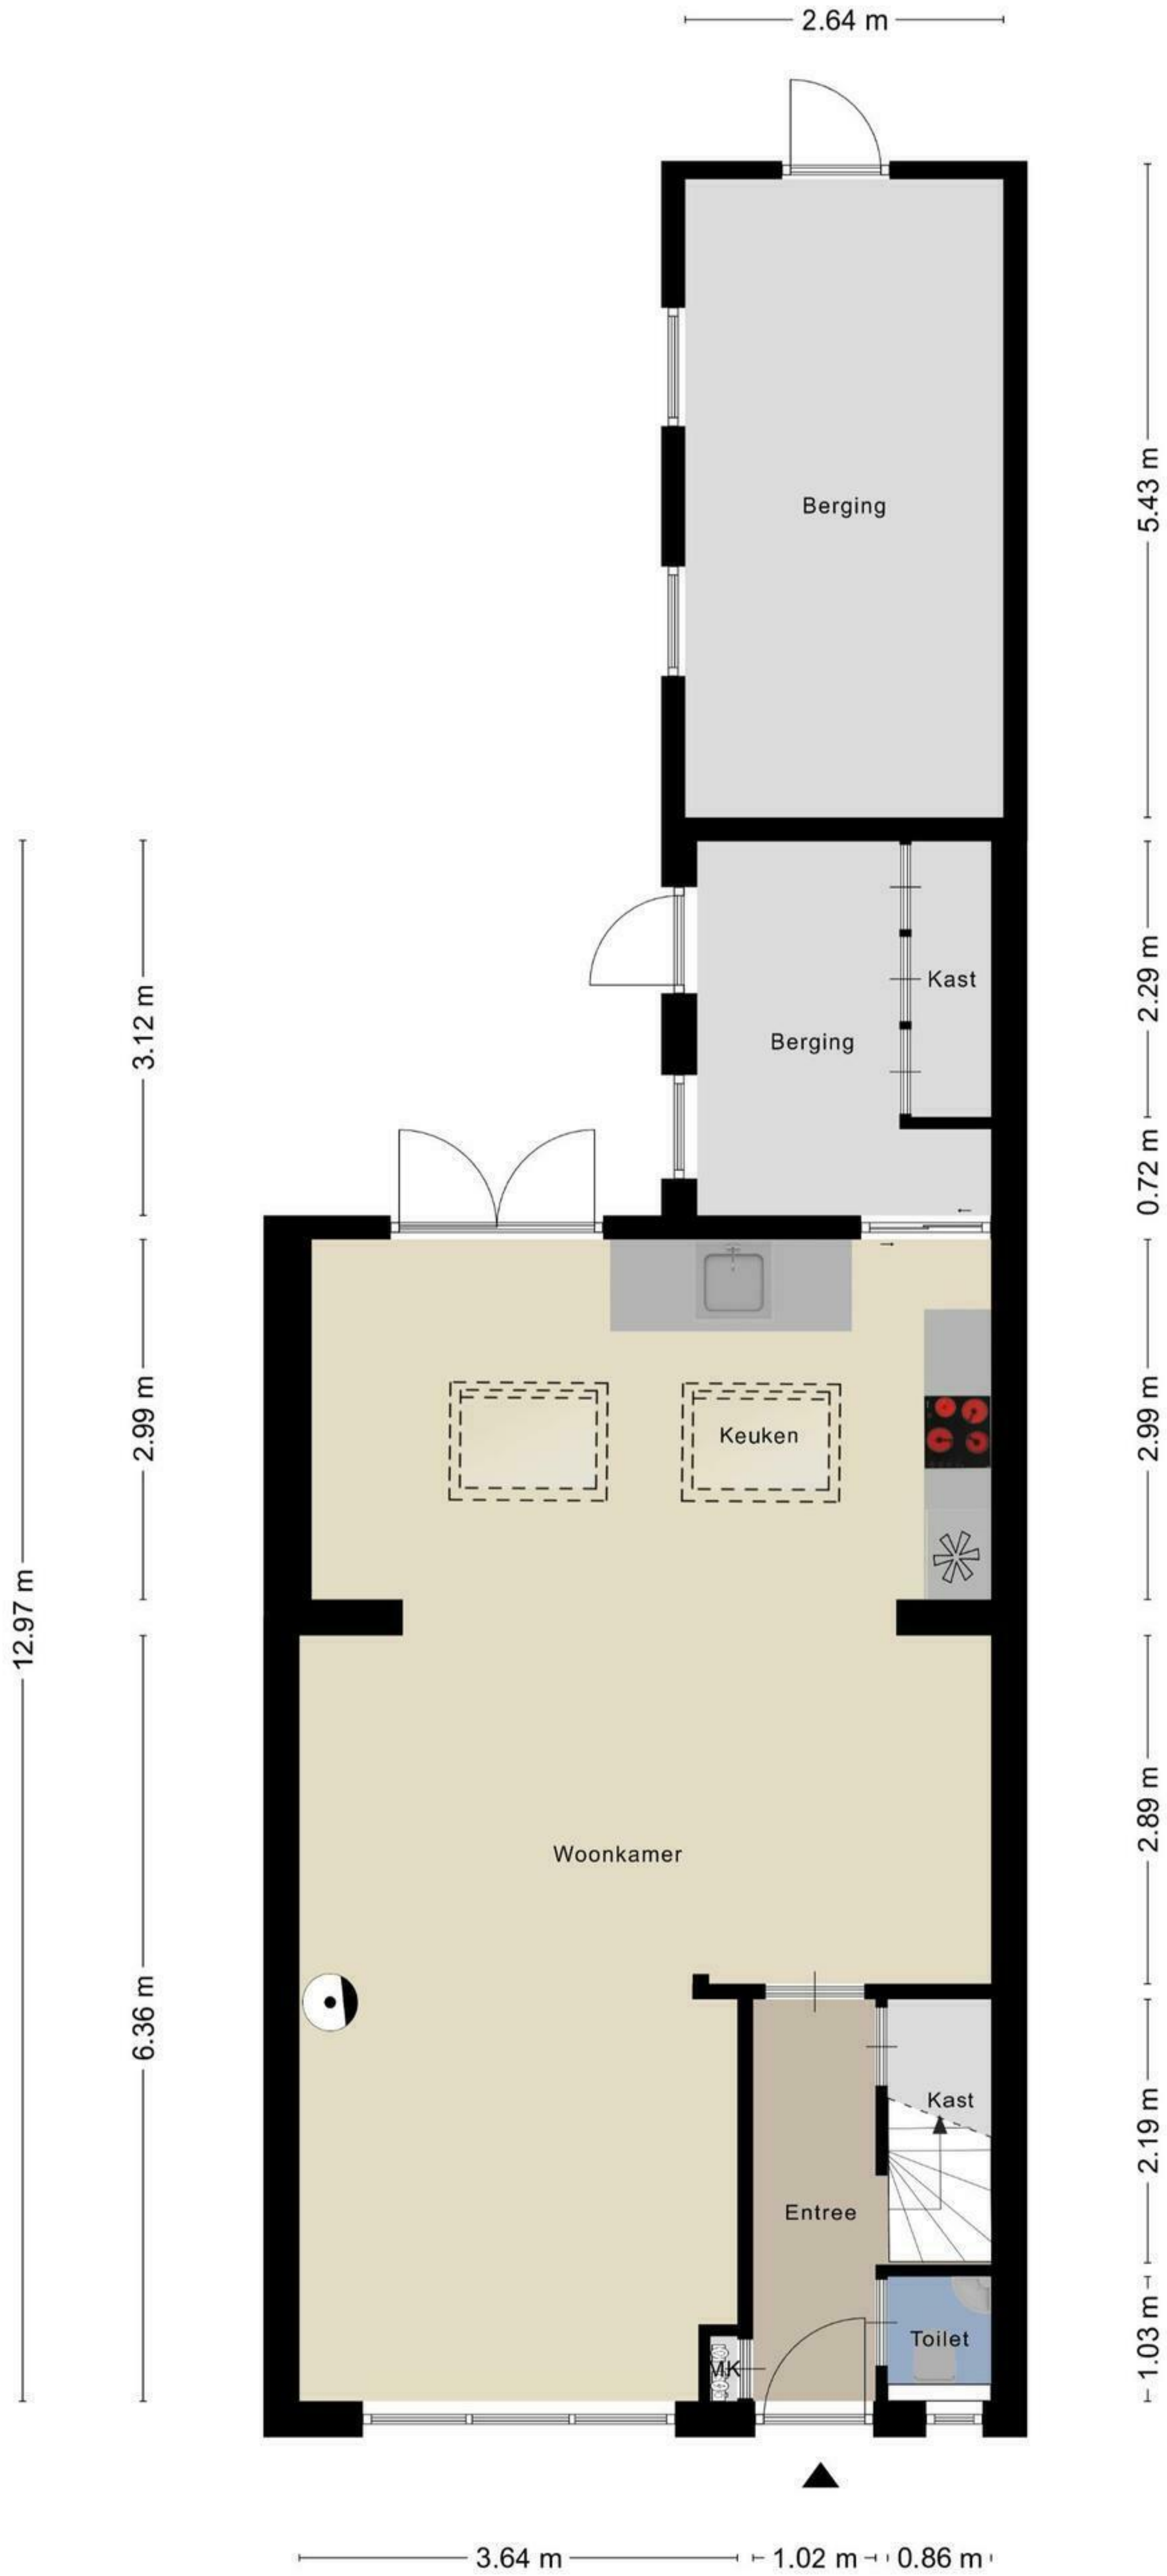 2.64 m
5.43 m
Berging
2.29 m
Kast
3.12 m
Berging
0.72 m
2.99 m
2.99 m
Keuken
12.97 m
2.89 m
Woonkamer
6.36 m
2.19 m
Kast
Entree
1.03 m
Toilet
MK
3.64 m
1.02 m
0.86 m